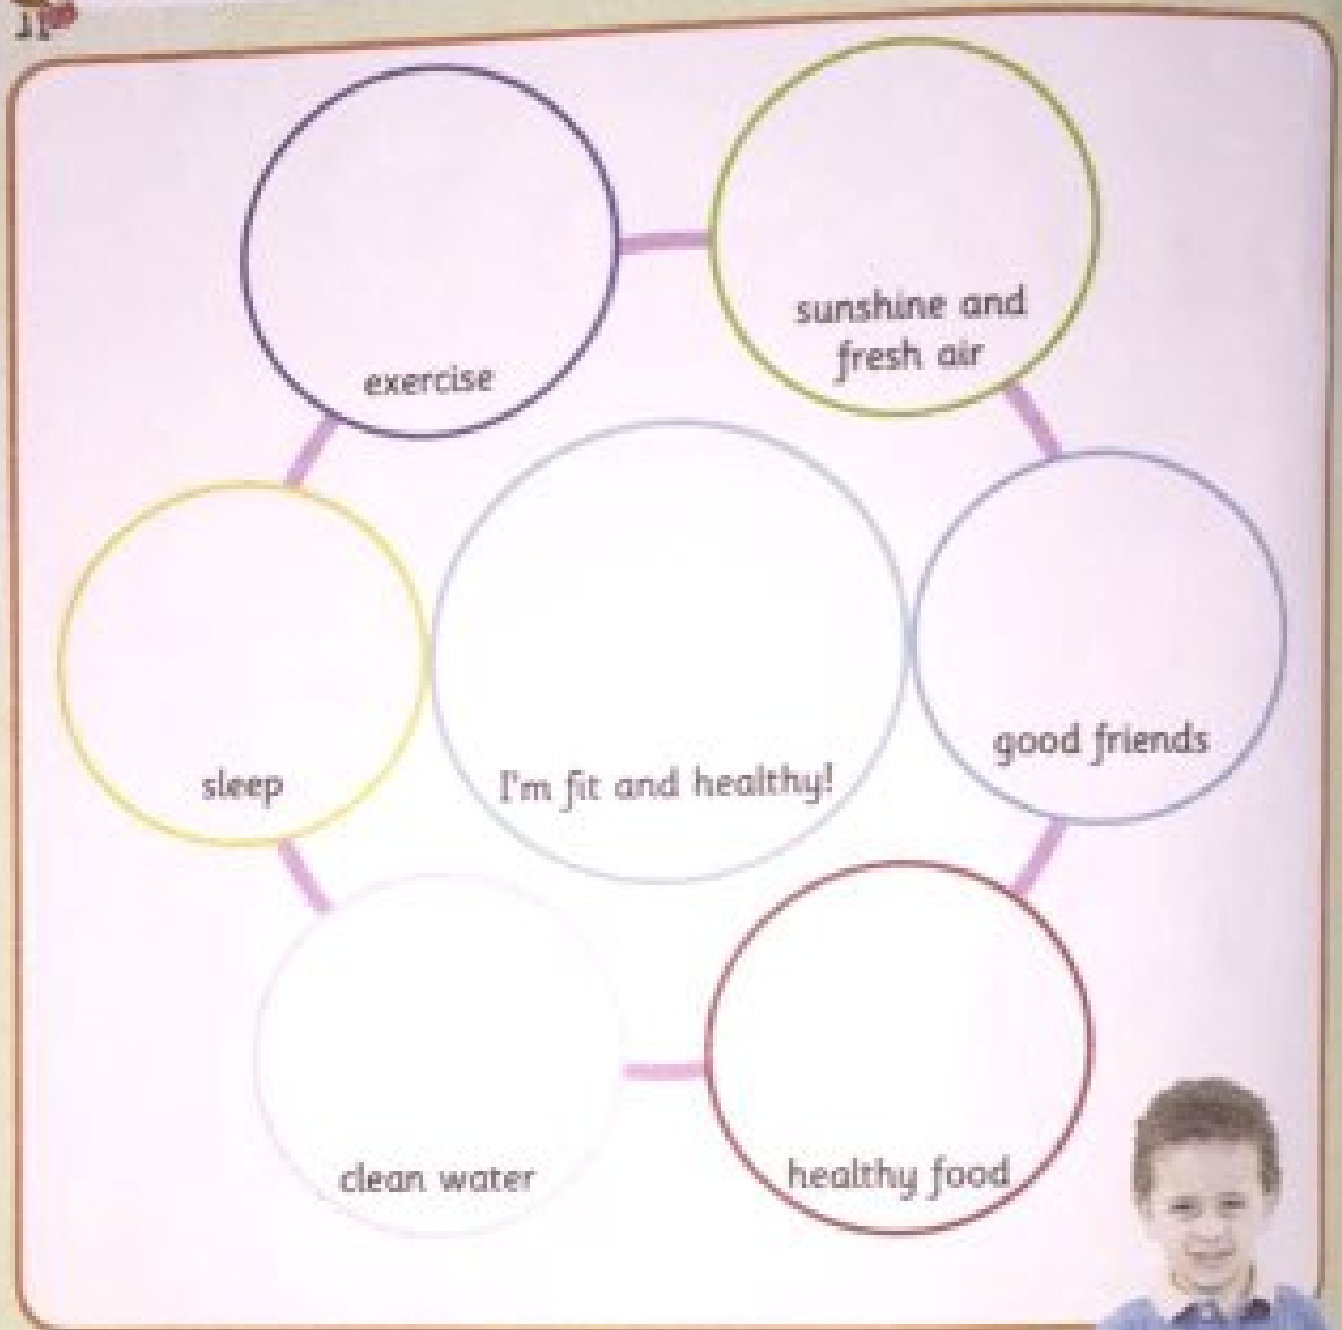 exercise
sunshine and
fresh air
sleep
I'm fit and healthy!
good friends
clean water
healthy food